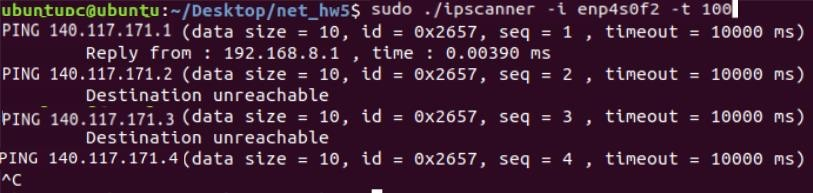 ubuntupc@ubuntu:~/Desktop/net_hw5$ sudo ./ipscanner -i enp4s0f2 -t 100
PING 140.117.171.1 (data size = 10, id = 0x2657, seq = 1 , timeout = 10000 ms)
Reply from : 192.168.8.1 , time : 0.00390 ms
PING 140.117.171.2 (data size = 10, id = 0x2657, seq = 2 , timeout = 10000 ms)
Destination unreachable
PING 140.117.171.3 (data size = 10, id = 0x2657, seq = 3 , timeout = 10000 ms)
Destination unreachable
PING 140.117.171.4 (data size = 10, id = 0x2657, seq = 4 , timeout = 10000 ms)
^C